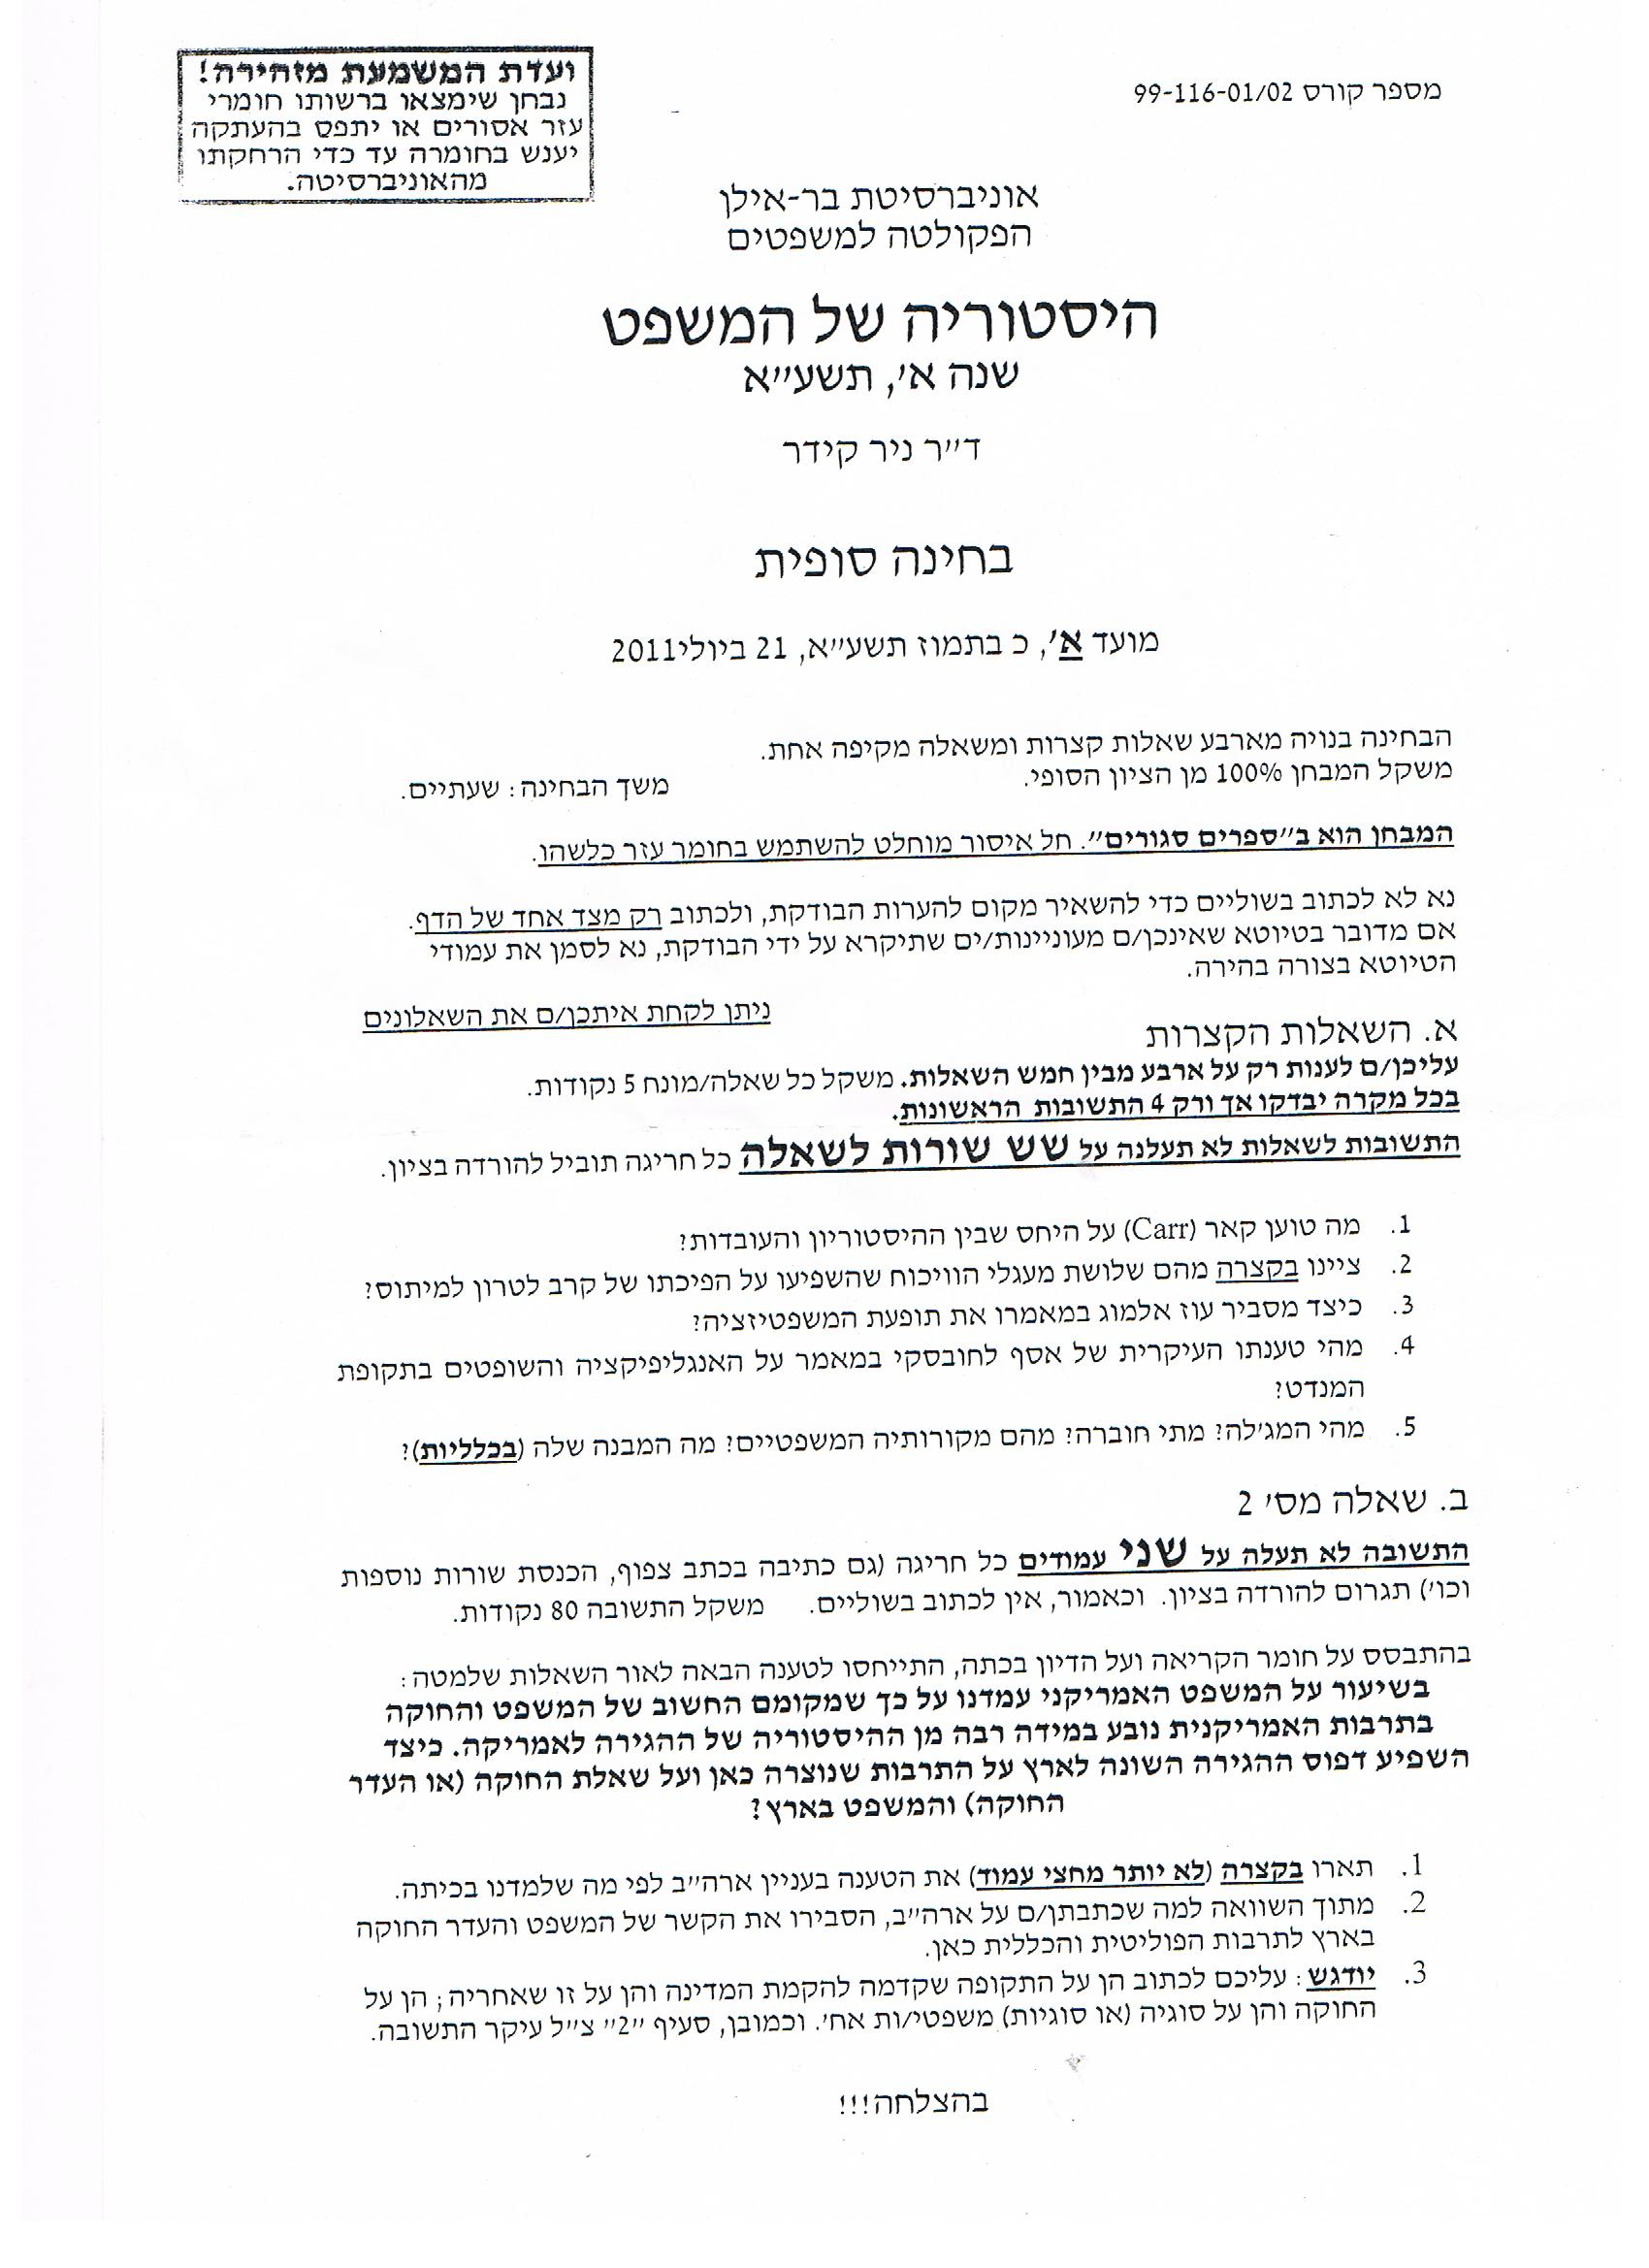 ועדת המשמעת מזהירה!
נבחן שימצאו ברשותו חומרי
עזר אסורים או יתפס בהעתקה
יענש בחומרה עד כדי הרחקתו
מהאוניברסיטה.
מספר קורס 99-116-01/02
אוניברסיטת בר-אילן
הפקולטה למשפטים
היסטוריה של המשפט
שנה א', תשע"א
ד"ר ניר קידר
בחינה סופית
מועד א', כ בתמוז תשע"א, 21 ביולי2011
הבחינה בנויה מארבע שאלות קצרות ומשאלה מקיפה אחת.
משקל המבחן 100% מן הציון הסופי. משך הבחינה: שעתיים.
המבחן הוא ב"ספרים סגורים". חל איסור מוחלט להשתמש בחומר עזר כלשהו.
נא לא לכתוב בשוליים כדי להשאיר מקום להערות הבודקת, ולכתוב רק מצד אחד של הדף.
אם מדובר בטיוטא שאינכן/ם מעוניינות/ים שתיקרא על ידי הבודקת, נא לסמן את עמודי
הטיוטא בצורה בהירה.
ניתן לקחת איתכן/ם את השאלונים
א. השאלות הקצרות
עליכן/ם לענות רק על ארבע מבין חמש השאלות. משקל כל שאלה/מונח 5 נקודות.
בכל מקרה יבדקו אך ורק 4 התשובות הראשונות.
התשובות לשאלות לא תעלנה על שש שורות לשאלה כל חריגה תוביל להורדה בציון.
1. מה טוען קאר (Carr) על היחס שבין ההיסטוריון והעובדות?
2. ציינו בקצרה מהם שלושת מעגלי הוויכוח שהשפיעו על הפיכתו של קרב לטרון למיתוס?
3. כיצד מסביר עוז אלמוג במאמרו את תופעת המשפטיזציה?
4. מהי טענתו העיקרית של אסף לחובסקי במאמר על האנגליפיקציה והשופטים בתקופת
המנדט?
5. מהי המג'לה? מתי חוברה? מהם מקורותיה המשפטיים? מה המבנה שלה (בכלליות)?
ב. שאלה מס' 2
התשובה לא תעלה על שני עמודים כל חריגה (גם כתיבה בכתב צפוף, הכנסת שורות נוספות
וכו') תגרום להורדה בציון. וכאמור, אין לכתוב בשוליים. משקל התשובה 80 נקודות.
בהתבסס על חומר הקריאה ועל הדיון בכתה, התייחסו לטענה הבאה לאור השאלות שלמטה:
בשיעור על המשפט האמריקני עמדנו על כך שמקומם החשוב של המשפט והחוקה
בתרבות האמריקנית נובע במידה רבה מן ההיסטוריה של ההגירה לאמריקה. כיצד
השפיע דפוס ההגירה השונה לארץ על התרבות שנוצרה כאן ועל שאלת החוקה (או העדר
החוקה) והמשפט בארץ?
1. תארו בקצרה (לא יותר מחצי עמוד) את הטענה בעניין ארה"ב לפי מה שלמדנו בכיתה.
2. מתוך השוואה למה שכתבתן/ם על ארה"ב, הסבירו את הקשר של המשפט והעדר החוקה
בארץ לתרבות הפוליטית והכללית כאן.
3. יודגש: עליכם לכתוב הן על התקופה שקדמה להקמת המדינה והן על זו שאחריה; הן על
החוקה והן על סוגיה (או סוגיות) משפטי/ות אח'. וכמובן, סעיף "2" צ"ל עיקר התשובה.
בהצלחה!!!